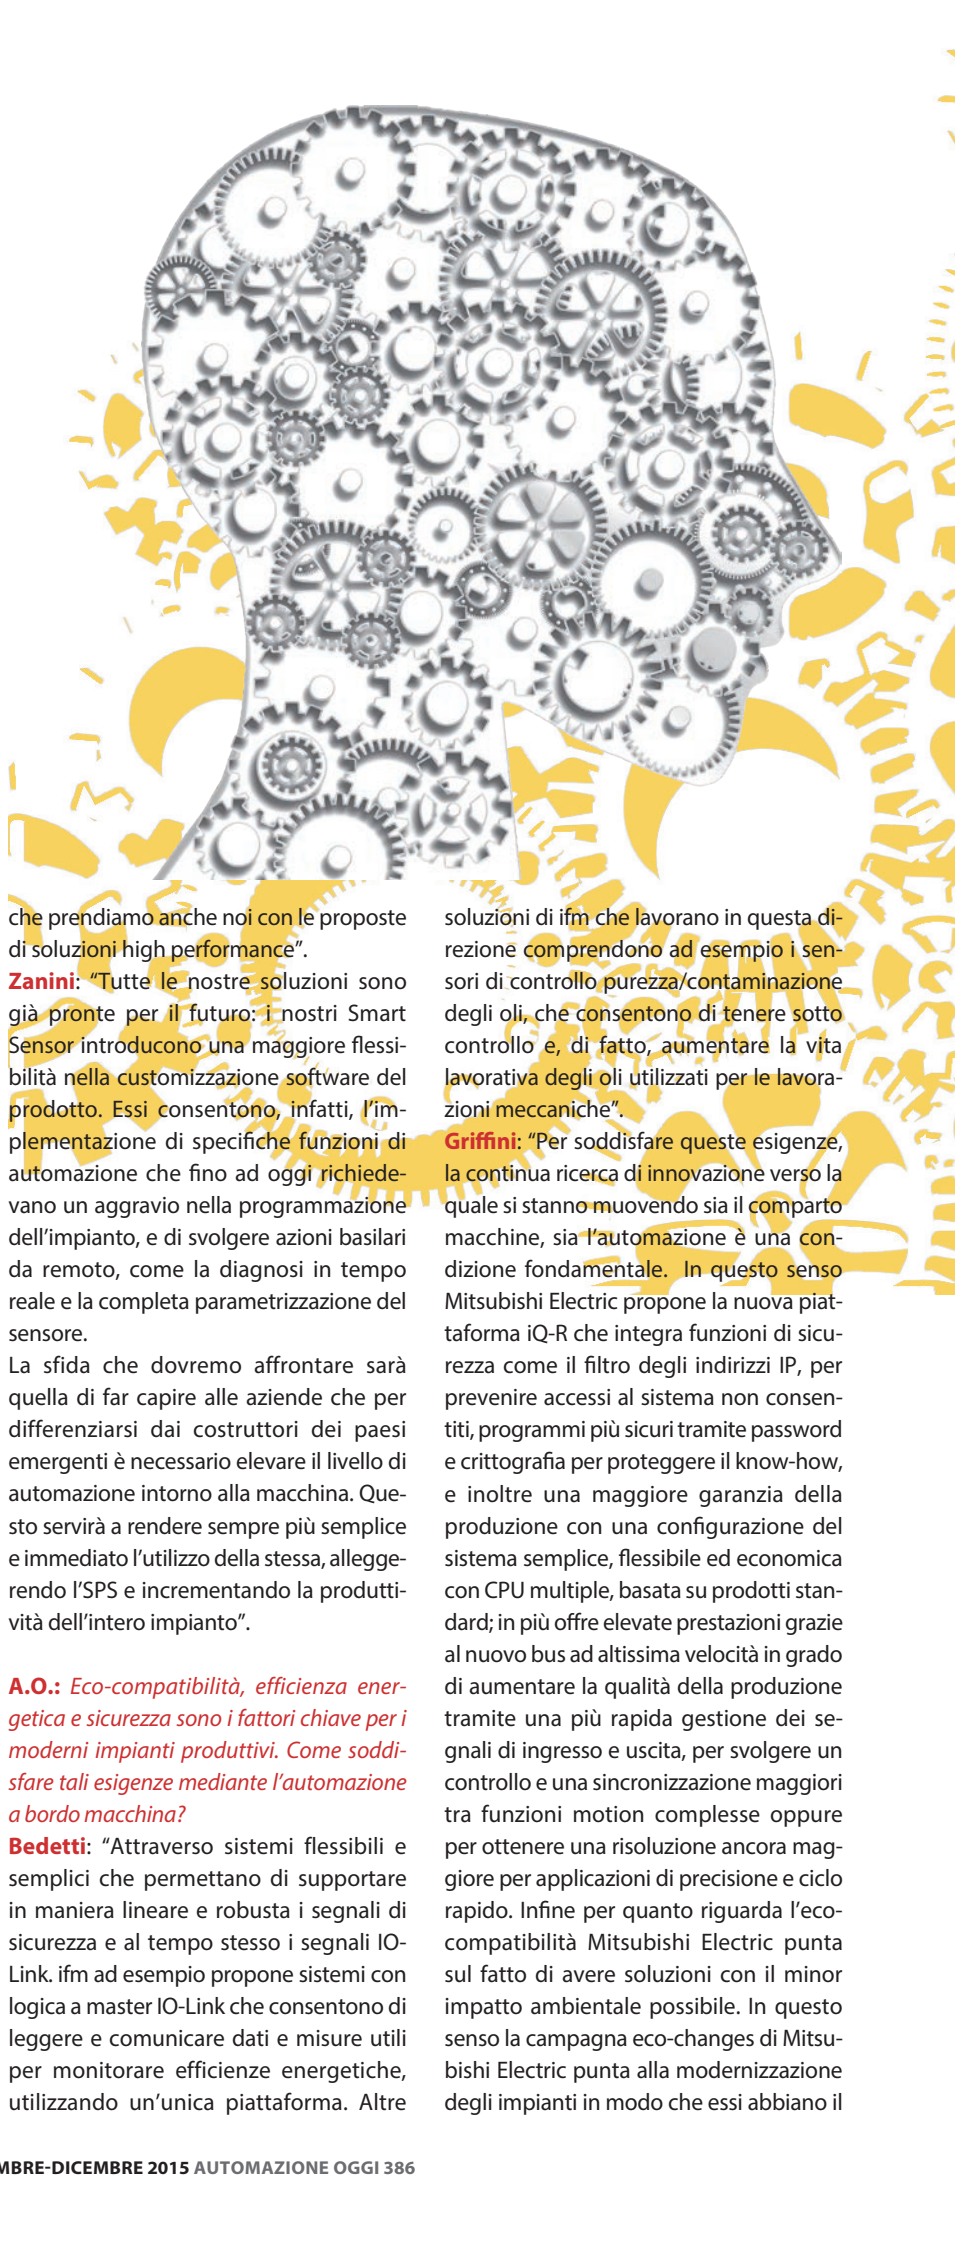 che prendiamo anche noi con le proposte
di soluzioni high performance”.
Zanini: “Tutte le nostre soluzioni sono
già pronte per il futuro: i nostri Smart
Sensor introducono una maggiore flessi-
bilità nella customizzazione software del
prodotto. Essi consentono, infatti, l’im-
plementazione di specifiche funzioni di
automazione che fino ad oggi richiede-
vano un aggravio nella programmazione
dell’impianto, e di svolgere azioni basilari
da remoto, come la diagnosi in tempo
reale e la completa parametrizzazione del
sensore.
La sfida che dovremo affrontare sarà
quella di far capire alle aziende che per
differenziarsi dai costruttori dei paesi
emergenti è necessario elevare il livello di
automazione intorno alla macchina. Que-
sto servirà a rendere sempre più semplice
e immediato l’utilizzo della stessa, allegge-
rendo l’SPS e incrementando la produtti-
vità dell’intero impianto”.
A.O.: Eco-compatibilità, efficienza ener-
getica e sicurezza sono i fattori chiave per i
moderni impianti produttivi. Come soddi-
sfare tali esigenze mediante l’automazione
a bordo macchina?
Bedetti: “Attraverso sistemi flessibili e
semplici che permettano di supportare
in maniera lineare e robusta i segnali di
sicurezza e al tempo stesso i segnali IO-
Link. ifm ad esempio propone sistemi con
logica a master IO-Link che consentono di
leggere e comunicare dati e misure utili
per monitorare efficienze energetiche,
utilizzando un’unica piattaforma. Altre
soluzioni di ifm che lavorano in questa di-
rezione comprendono ad esempio i sen-
sori di controllo purezza/contaminazione
degli oli, che consentono di tenere sotto
controllo e, di fatto, aumentare la vita
lavorativa degli oli utilizzati per le lavora-
zioni meccaniche”.
Griffini: “Per soddisfare queste esigenze,
la continua ricerca di innovazione verso la
quale si stanno muovendo sia il comparto
macchine, sia l’automazione è una con-
dizione fondamentale. In questo senso
Mitsubishi Electric propone la nuova piat-
taforma iQ-R che integra funzioni di sicu-
rezza come il filtro degli indirizzi IP, per
prevenire accessi al sistema non consen-
titi, programmi più sicuri tramite password
e crittografia per proteggere il know-how,
e inoltre una maggiore garanzia della
produzione con una configurazione del
sistema semplice, flessibile ed economica
con CPU multiple, basata su prodotti stan-
dard; in più offre elevate prestazioni grazie
al nuovo bus ad altissima velocità in grado
di aumentare la qualità della produzione
tramite una più rapida gestione dei se-
gnali di ingresso e uscita, per svolgere un
controllo e una sincronizzazione maggiori
tra funzioni motion complesse oppure
per ottenere una risoluzione ancora mag-
giore per applicazioni di precisione e ciclo
rapido. Infine per quanto riguarda l’eco-
compatibilità Mitsubishi Electric punta
sul fatto di avere soluzioni con il minor
impatto ambientale possibile. In questo
senso la campagna eco-changes di Mitsu-
bishi Electric punta alla modernizzazione
degli impianti in modo che essi abbiano il
MBRE-DICEMBRE 2015 AUTOMAZIONE OGGI 386